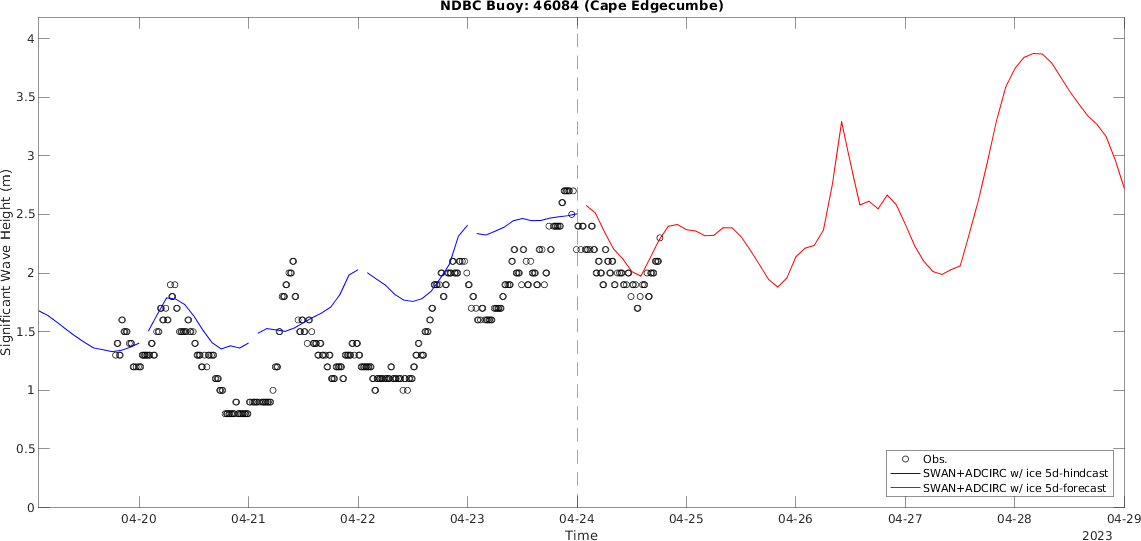 NDBC Buoy: 46084 (Cape Edgecumbe)
Significant Wave Height (m)
4
3.5
3
2.5
2
1.5
1
0.5
0
Obs.
SWAN+ADCIRC w/ ice 5d-hindcast
SWAN+ADCIRC w/ ice 5d-forecast
04-20 04-21 04-22 04-23 04-24 04-25 04-26 04-27 04-28 04-29
Time
2023